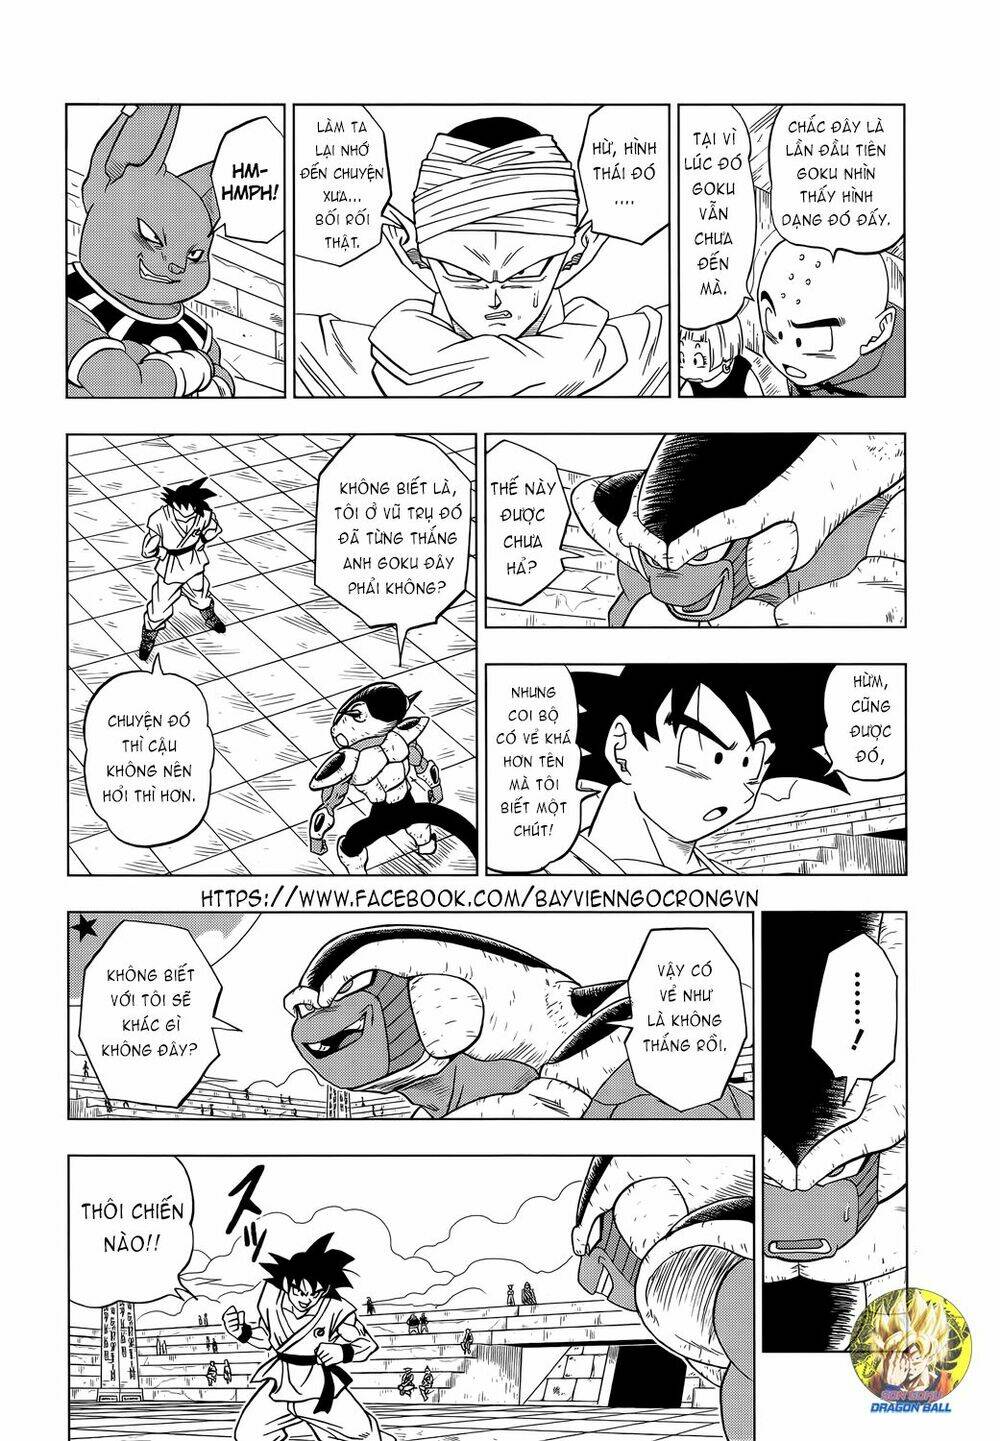 CHẮC ĐÂY LÀ
LẦN ĐẦU TIÊN
GOKU NHÌN
THẤY HÌNH
DẠNG ĐÓ ĐẤY.
TẠI VÌ
LÚC ĐÓ
GOKU
VẪN
CHƯA
ĐẾN
MÀ.
HỪ, HÌNH
THÁI ĐÓ
....
LÀM TA
LẠI NHỚ
ĐẾN CHUYỆN
XƯA...
BỐI RỐI
THẬT.
HM-
HMPH!
THẾ NÀY
ĐƯỢC
CHƯA
HẢ?
KHÔNG BIẾT LÀ,
TÔI Ở VŨ TRỤ ĐÓ
ĐÃ TỪNG THẮNG
ANH GOKU ĐÂY
PHẢI KHÔNG?
CHUYỆN ĐÓ
THÌ CẬU
KHÔNG NÊN
HỎI THÌ HƠN.
HỪM,
CŨNG
ĐƯỢC
ĐÓ,
NHƯNG
COI BỘ
CÓ VẺ KHÁ
HƠN TÊN
MÀ TÔI
BIẾT MỘT
CHÚT!
HTTPS://WWW.FACEBOOK.COM/BAYVIENNGOCRONGVN
......!
VẬY CÓ
VẺ NHƯ
LÀ KHÔNG
THẮNG RỒI.
KHÔNG BIẾT
VỚI TÔI SẼ
KHÁC GÌ
KHÔNG ĐÂY?
THÔI CHIẾN
NÀO!!
スッ
SON GOKU
DRAGON BALL